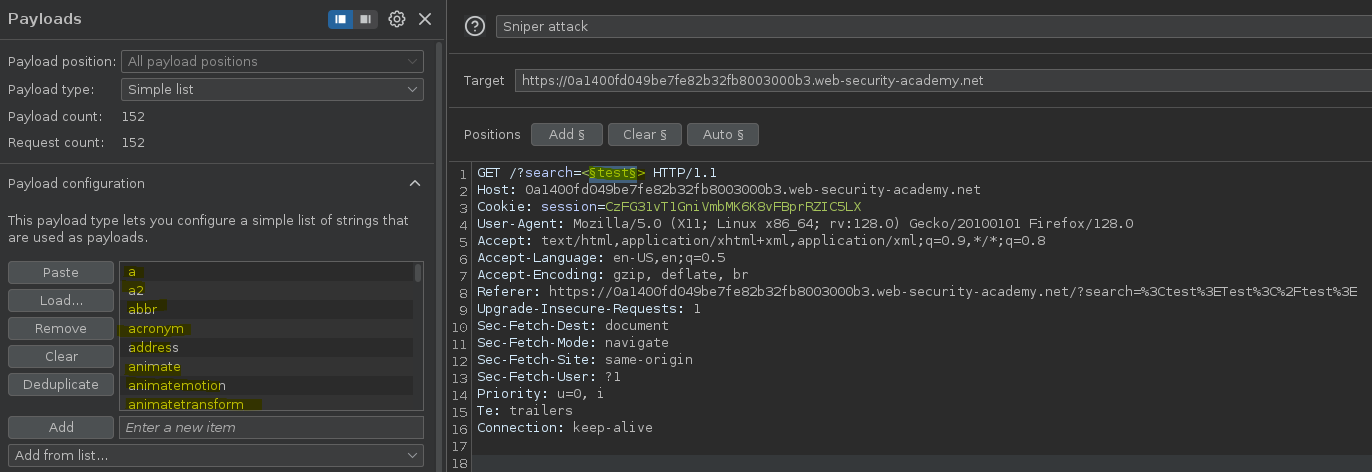 Payloads
Payload position: All payload positions
Payload type: Simple list
Payload count: 152
Request count: 152
Payload configuration
This payload type lets you configure a simple list of strings that
are used as payloads.
Paste
Load...
Remove
Clear
Deduplicate
a
a2
abbr
acronym
address
animate
animatemotion
animatetransform
Add
Enter a new item
Add from list...
? Sniper attack
Target https://0a1400fd049be7fe82b32fb8003000b3.web-security-academy.net
Positions Add § Clear § Auto §
1 GET /?search=<§test§> HTTP/1.1
2 Host: 0a1400fd049be7fe82b32fb8003000b3.web-security-academy.net
3 Cookie: session=CzFG31vT1GniVmbMK6K8vFBprRZIC5LX
4 User-Agent: Mozilla/5.0 (X11; Linux x86_64; rv:128.0) Gecko/20100101 Firefox/128.0
5 Accept: text/html,application/xhtml+xml,application/xml;q=0.9,*/*;q=0.8
6 Accept-Language: en-US,en;q=0.5
7 Accept-Encoding: gzip, deflate, br
8 Referer: https://0a1400fd049be7fe82b32fb8003000b3.web-security-academy.net/?search=%3Ctest%3ETest%3C%2Ftest%3E
9 Upgrade-Insecure-Requests: 1
10 Sec-Fetch-Dest: document
11 Sec-Fetch-Mode: navigate
12 Sec-Fetch-Site: same-origin
13 Sec-Fetch-User: ?1
14 Priority: u=0, i
15 Te: trailers
16 Connection: keep-alive
17
18